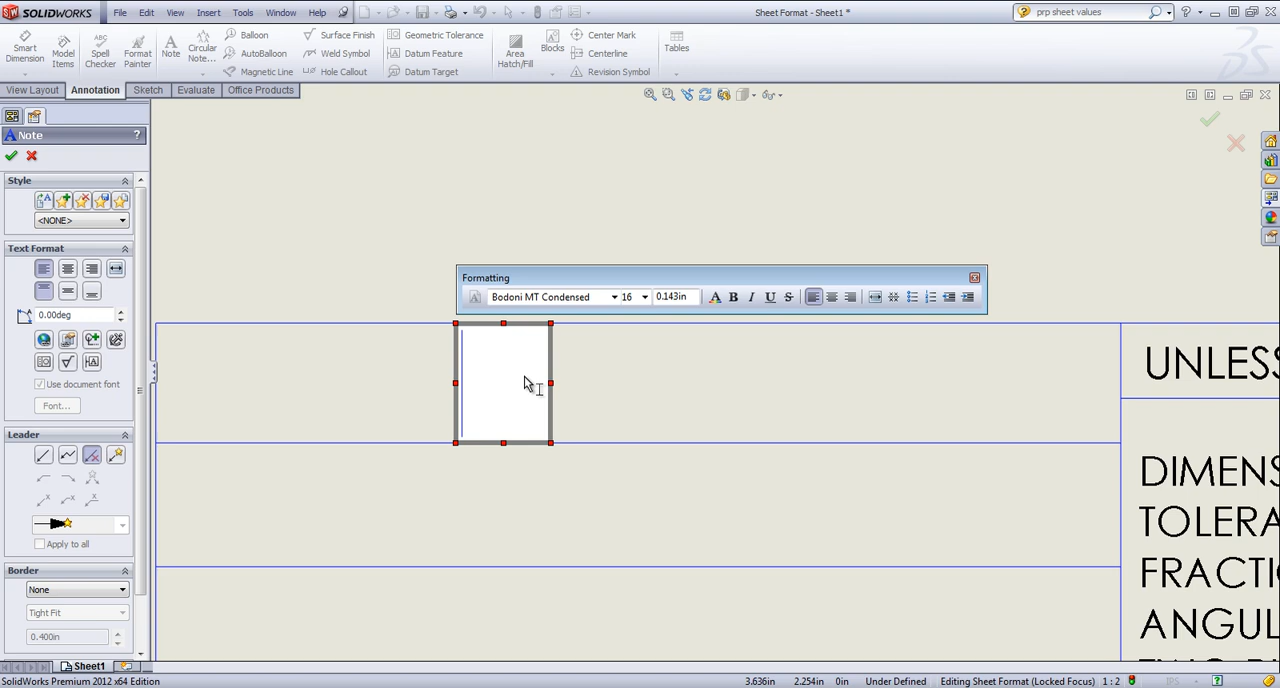 SOLIDWORKS File Edit View Insert Tools Window Help Sheet Format - Sheet1 * prp sheet values
Smart Dimension
Model Items
Spell Checker
Format Painter
Note
Circular Note...
Balloon
AutoBalloon
Magnetic Line
Surface Finish
Weld Symbol
Hole Callout
Geometric Tolerance
Datum Feature
Datum Target
Area Hatch/Fill
Blocks
Center Mark
Centerline
Revision Symbol
Tables
View Layout Annotation Sketch Evaluate Office Products
Note ?
Style
<NONE>
Text Format
0.00deg
Use document font
Font...
Leader
Apply to all
Border
None
Tight Fit
0.400in
Formatting
Bodoni MT Condensed 16 0.143in A B I U S
UNLESS
DIMENS
TOLERA
FRACTI
ANGUL
Sheet1
SolidWorks Premium 2012 x64 Edition 3.636in 2.254in 0in Under Defined Editing Sheet Format (Locked Focus) 1 : 2 IPS